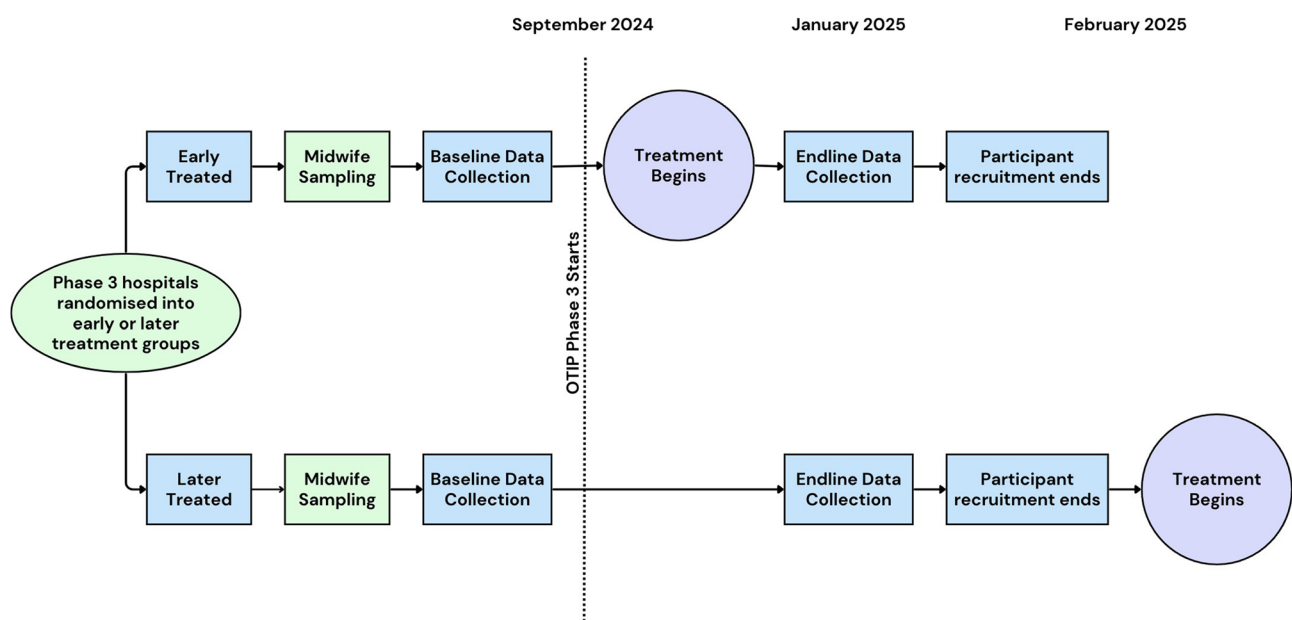 September 2024
January 2025
February 2025
Early
Treated
Midwife
Sampling
Baseline Data
Collection
Treatment
Begins
Endline Data
Collection
Participant
recruitment ends
OTIP Phase 3 Starts
Phase 3 hospitals
randomised into
early or later
treatment groups
Later
Treated
Midwife
Sampling
Baseline Data
Collection
Endline Data
Collection
Participant
recruitment ends
Treatment
Begins